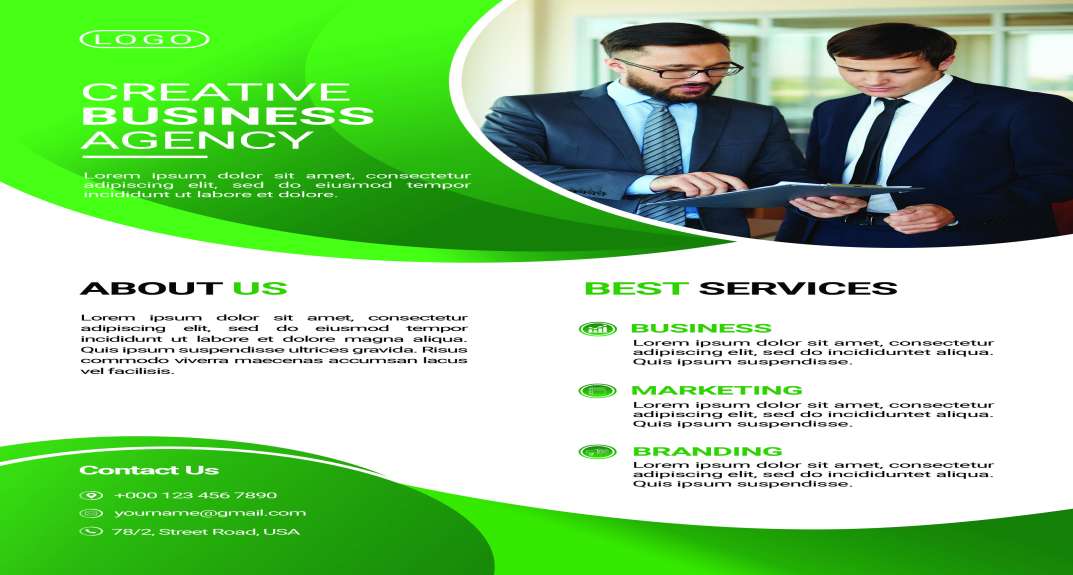 LOGO
CREATIVE
BUSINESS
AGENCY
Lorem ipsum dolor sit amet, consectetur
adipiscing elit, sed do eiusmod tempor
incididunt ut labore et dolore.
ABOUT US
Lorem ipsum dolor sit amet, consectetur
adipiscing elit, sed do eiusmod tempor
incididunt ut labore et dolore magna aliqua.
Quis ipsum suspendisse ultrices gravida. Risus
commodo viverra maecenas accumsan lacus
vel facilisis.
BEST SERVICES
BUSINESS
Lorem ipsum dolor sit amet, consectetur
adipiscing elit, sed do incididuntet aliqua.
Quis ipsum suspendisse.
MARKETING
Lorem ipsum dolor sit amet, consectetur
adipiscing elit, sed do incididuntet aliqua.
Quis ipsum suspendisse.
BRANDING
Lorem ipsum dolor sit amet, consectetur
adipiscing elit, sed do incididuntet aliqua.
Quis ipsum suspendisse.
Contact Us
+000 123 456 7890
yourname@gmail.com
78/2, Street Road, USA